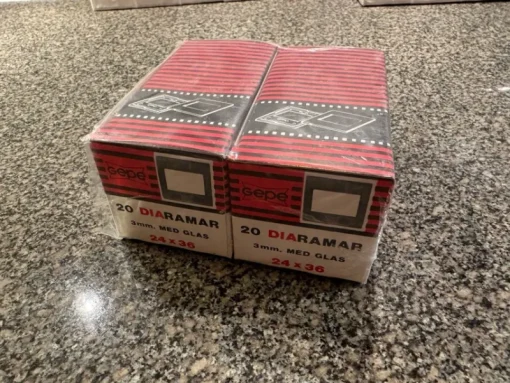 Gepe
20 DIARAMAR
3mm. MED GLAS
24 x 36
Gepe
20 DIARAMAR
3mm. MED GLAS
24 x 36